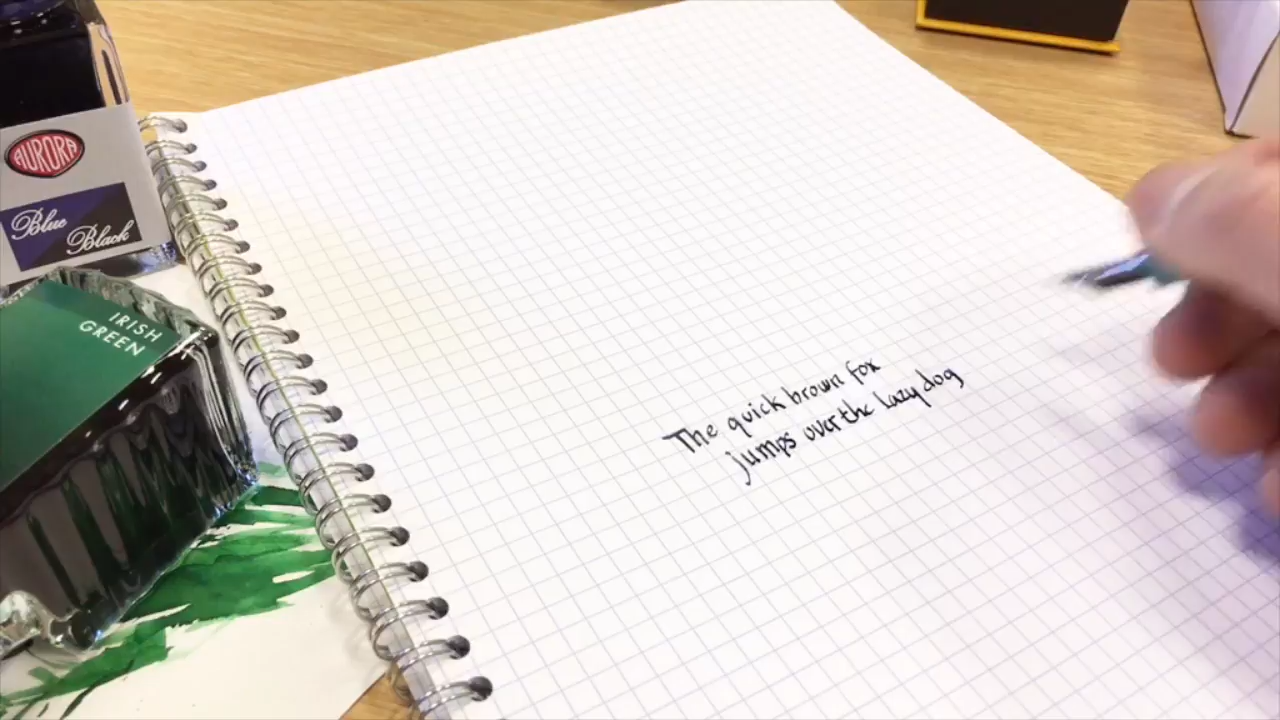 AURORA
Blue
Black
IRISH
GREEN
The quick brown fox
jumps over the lazy dog